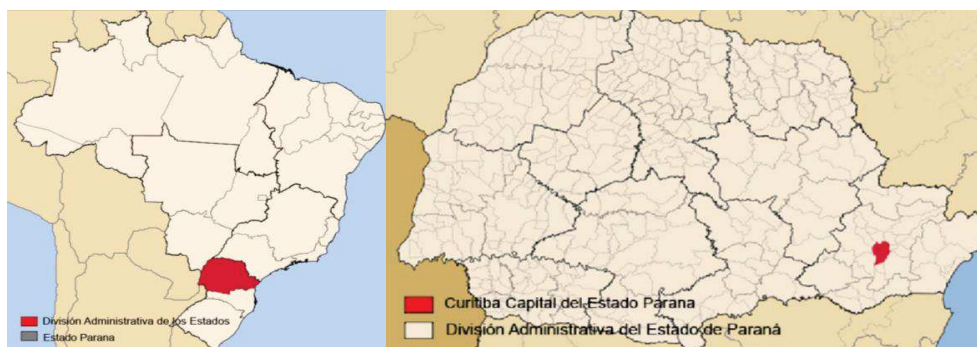 División Administrativa de los Estados
Estado Parana
Curitiba Capital del Estado Parana
División Administrativa del Estado de Paraná